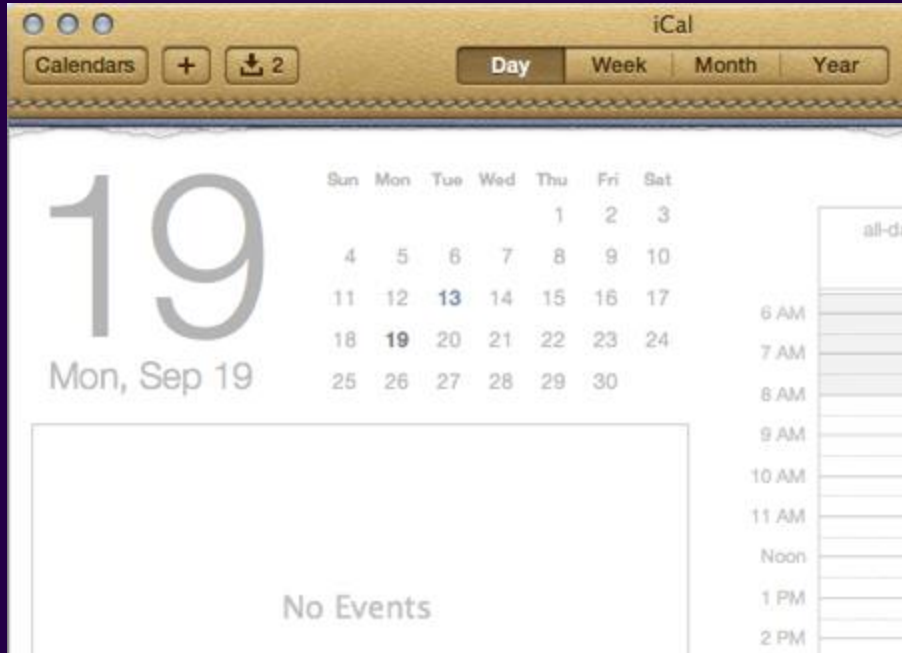 iCal
Calendars + 2 Day Week Month Year
19
Mon, Sep 19
Sun Mon Tue Wed Thu Fri Sat
1 2 3
4 5 6 7 8 9 10
11 12 13 14 15 16 17
18 19 20 21 22 23 24
25 26 27 28 29 30
No Events
6 AM
7 AM
8 AM
9 AM
10 AM
11 AM
Noon
1 PM
2 PM